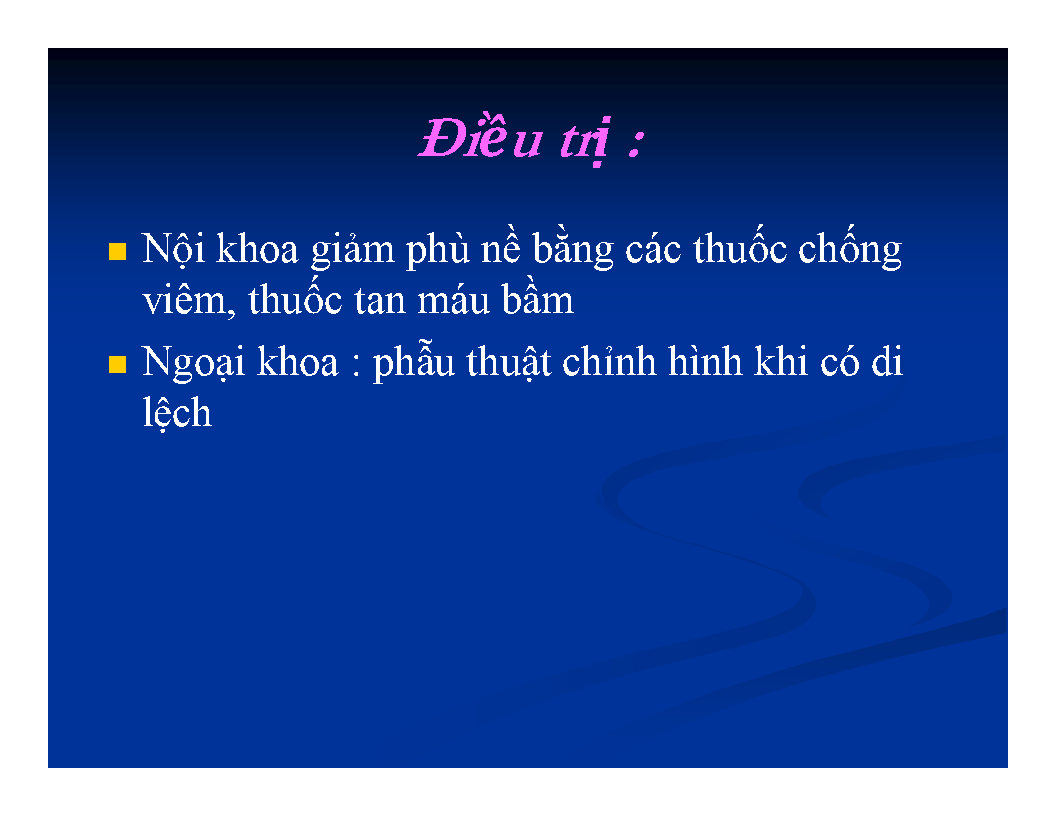 Điều trị :
Nội khoa giảm phù nề bằng các thuốc chống
viêm, thuốc tan máu bầm
Ngoại khoa : phẫu thuật chỉnh hình khi có di
lệch